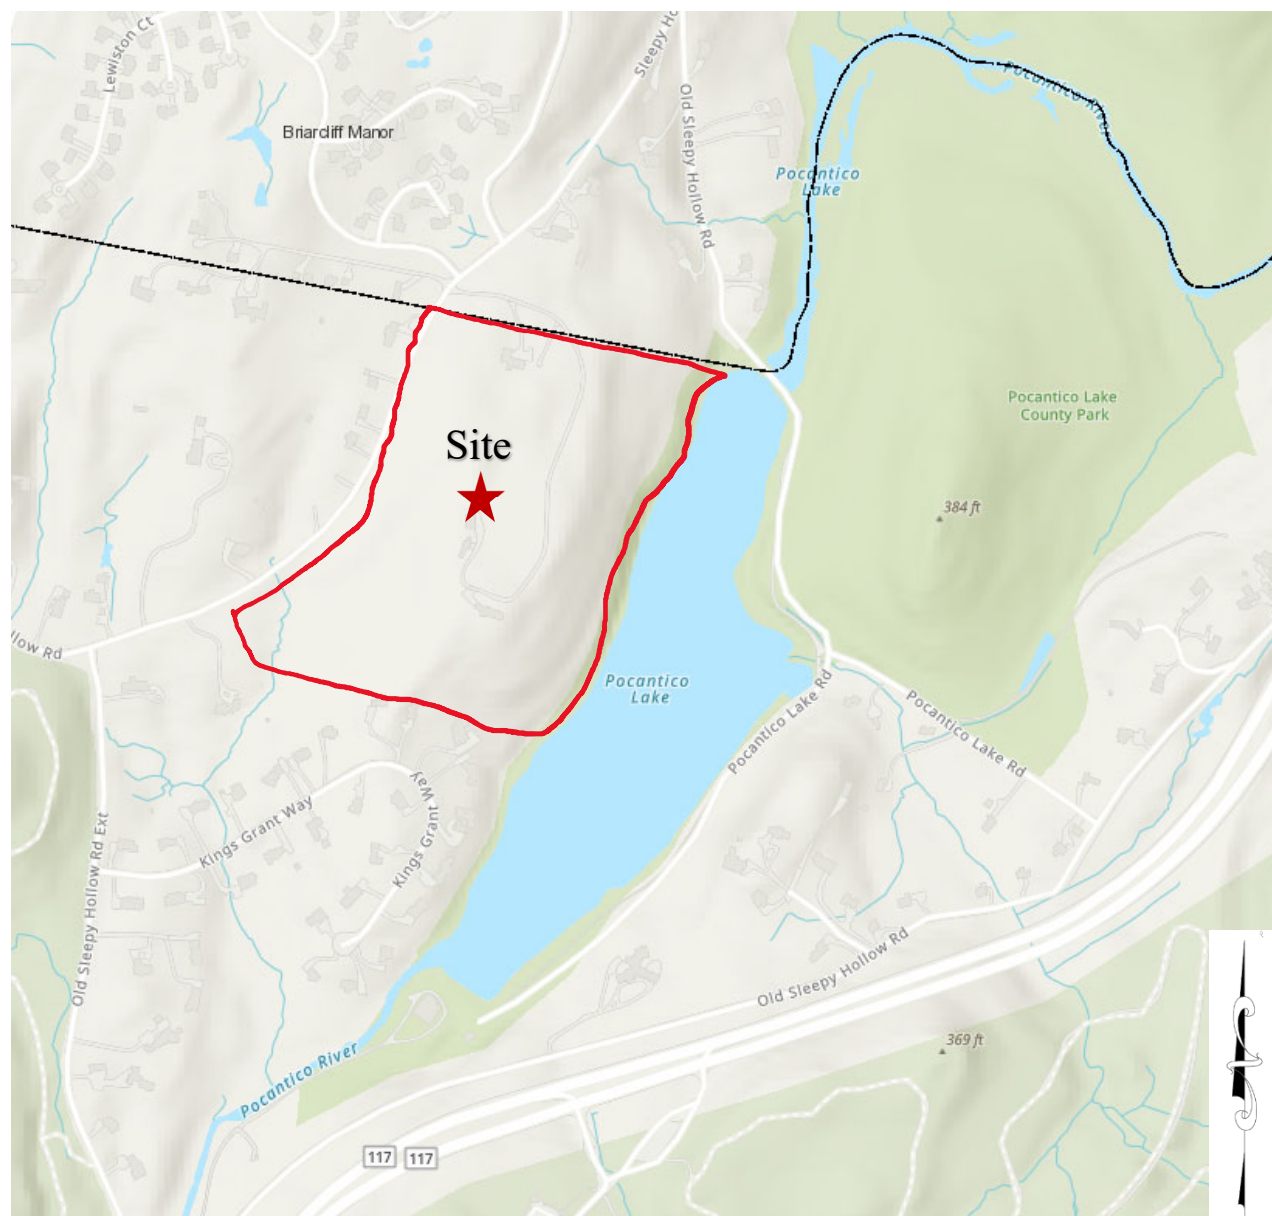 Lewiston Ct
Sleepy Ho
Old Sleepy Hollow Rd
Pocantico River
Briarcliff Manor
Pocantico
Lake
Pocantico Lake
County Park
Site
384 ft
llow Rd
Pocantico
Lake
Pocantico Lake Rd
Pocantico Lake Rd
Kings Grant Way
Kings Grant Way
Old Sleepy Hollow Rd Ext
Old Sleepy Hollow Rd
Pocantico River
369 ft
117
117